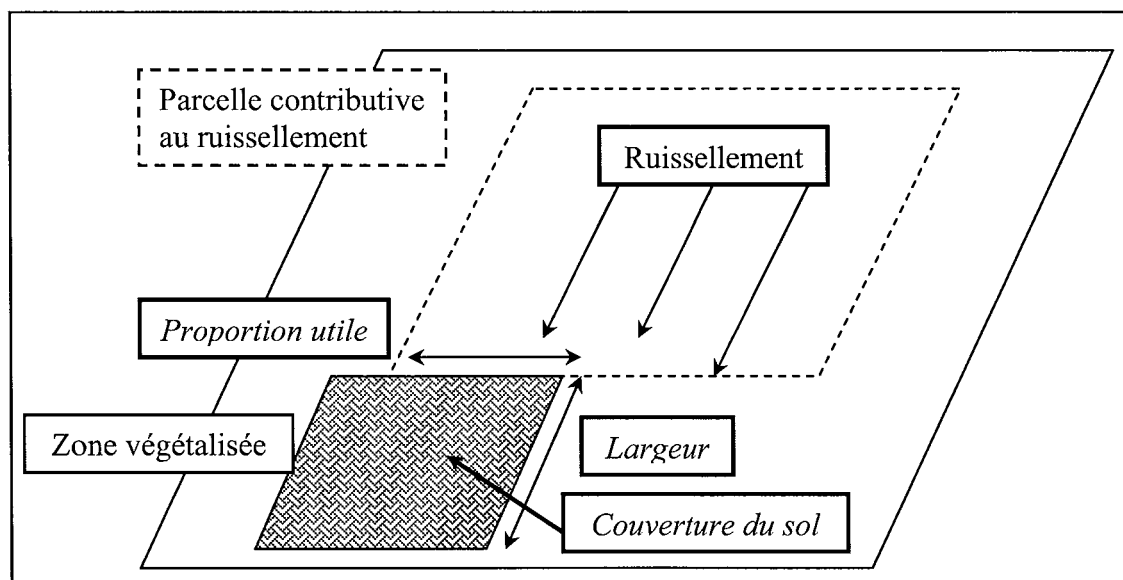 Parcelle contributive
au ruissellement
Ruissellement
Proportion utile
Zone végétalisée
Largeur
Couverture du sol